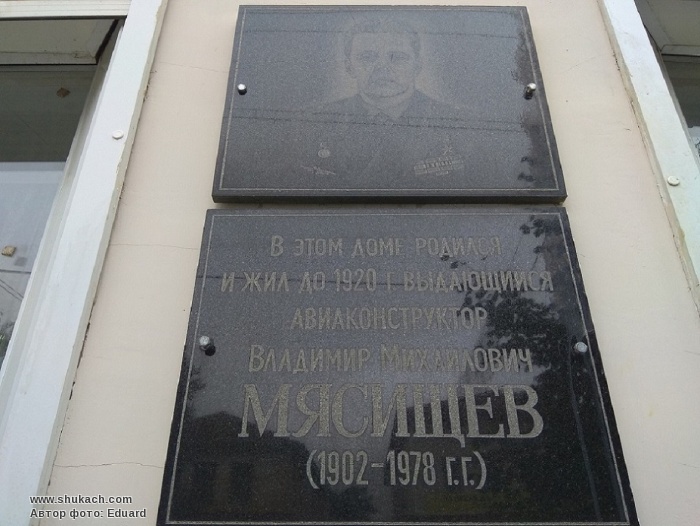 В ЭТОМ ДОМЕ РОДИЛСЯ
И ЖИЛ ДО 1920 Г. ВЫДАЮЩИЙСЯ
АВИАКОНСТРУКТОР
ВЛАДИМИР МИХАЙЛОВИЧ
МЯСИЩЕВ
(1902-1978 Г.Г.)
www.shukach.com
Автор фото: Eduard